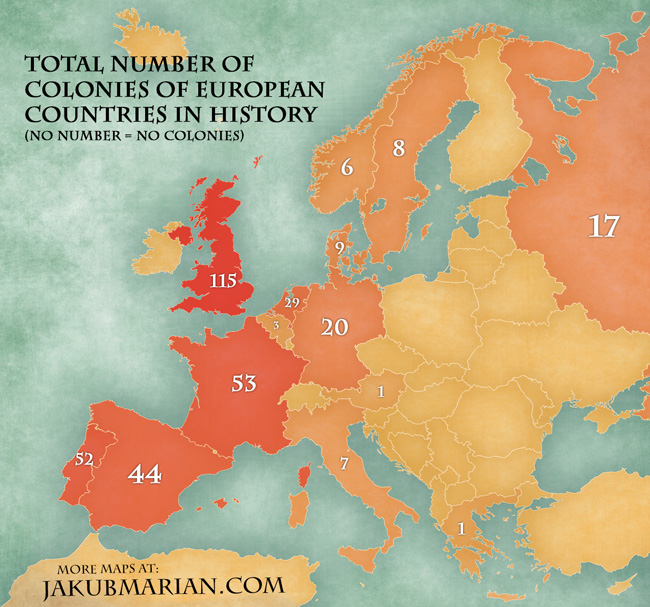 TOTAL NUMBER OF
COLONIES OF EUROPEAN
COUNTRIES IN HISTORY
(NO NUMBER = NO COLONIES)
6
8
17
9
115
29
3
20
53
1
52
44
7
1
MORE MAPS AT:
JAKUBMARIAN.COM